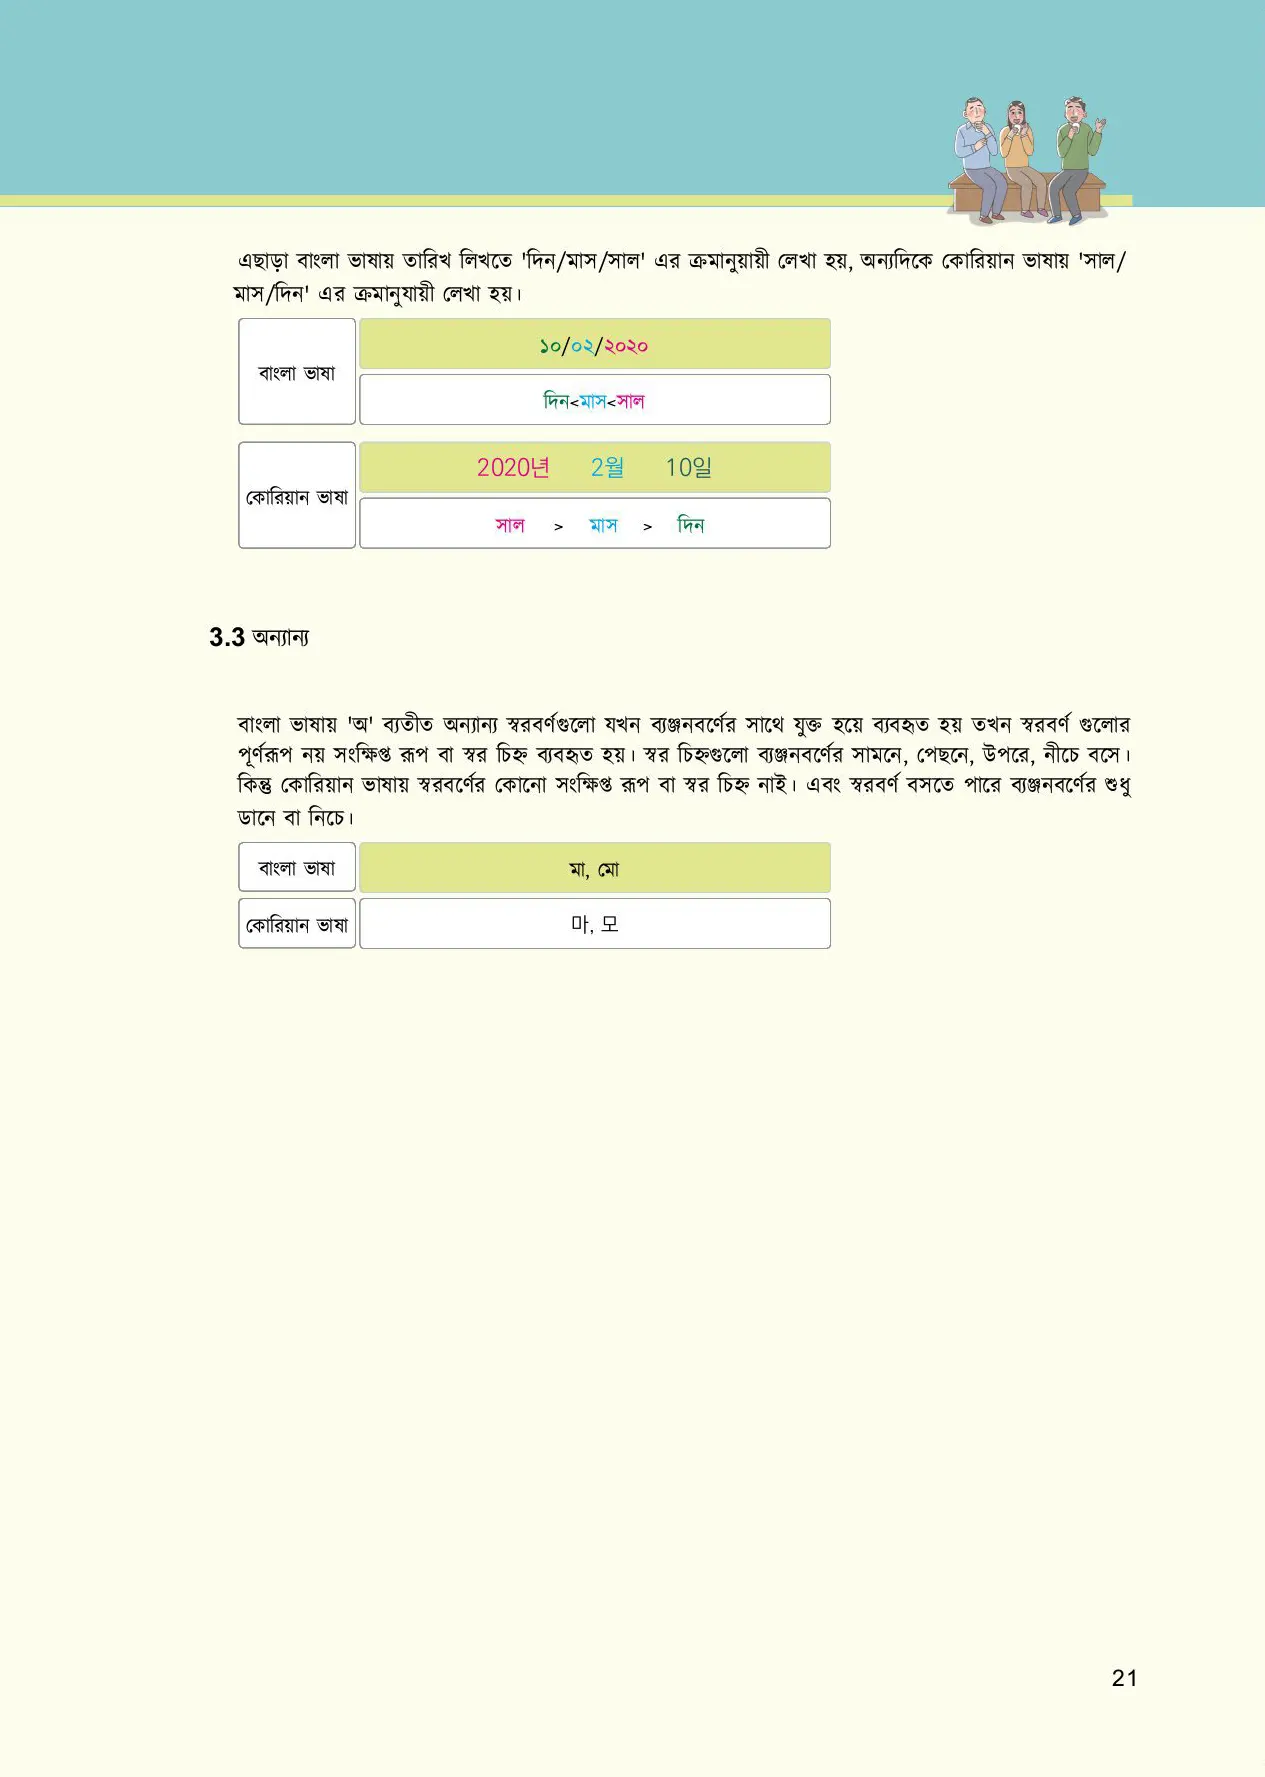 এছাড়া বাংলা ভাষায় তারিখ লিখতে 'দিন/মাস/সাল' এর ক্রমানুয়ায়ী লেখা হয়, অন্যদিকে কোরিয়ান ভাষায় 'সাল/
মাস/দিন' এর ক্রমানুযায়ী লেখা হয়।
বাংলা ভাষা
১০/০২/২০২০
দিন<মাস<সাল
কোরিয়ান ভাষা
2020년 2월 10일
সাল > মাস > দিন
3.3 অন্যান্য
বাংলা ভাষায় 'অ' ব্যতীত অন্যান্য স্বরবর্ণগুলো যখন ব্যঞ্জনবর্ণের সাথে যুক্ত হয়ে ব্যবহৃত হয় তখন স্বরবর্ণ গুলোর
পূর্ণরূপ নয় সংক্ষিপ্ত রূপ বা স্বর চিহ্ন ব্যবহৃত হয়। স্বর চিহ্নগুলো ব্যঞ্জনবর্ণের সামনে, পেছনে, উপরে, নীচে বসে।
কিন্তু কোরিয়ান ভাষায় স্বরবর্ণের কোনো সংক্ষিপ্ত রূপ বা স্বর চিহ্ন নাই। এবং স্বরবর্ণ বসতে পারে ব্যঞ্জনবর্ণের শুধু
ডানে বা নিচে।
বাংলা ভাষা
মা, মো
কোরিয়ান ভাষা
마, 모
21